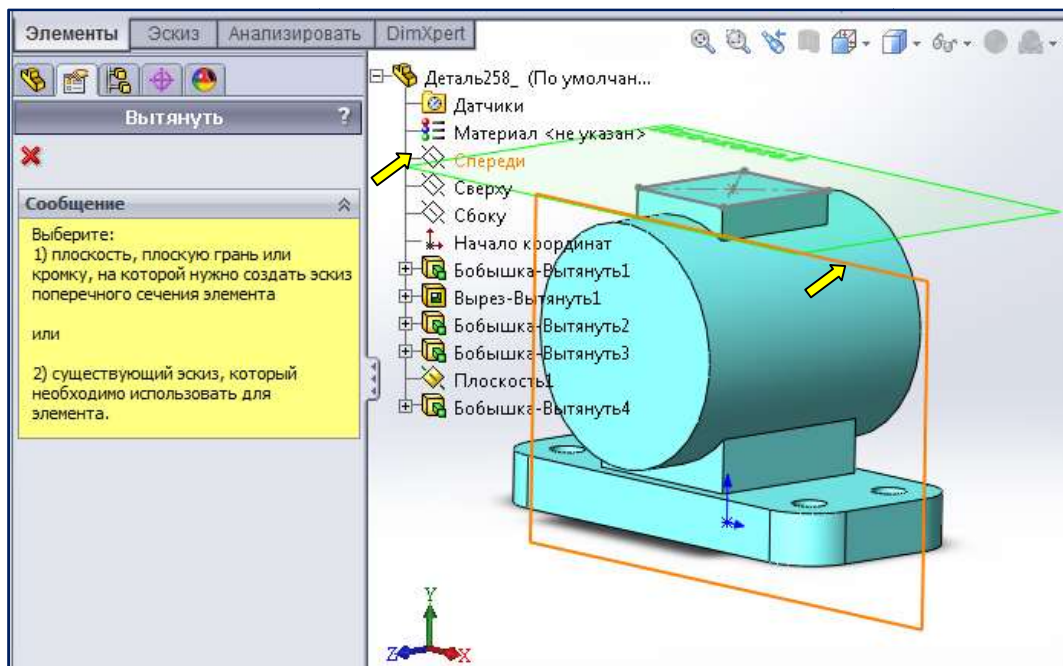 Элементы Эскиз Анализировать DimXpert
Вытянуть ?
Сообщение
Выберите:
1) плоскость, плоскую грань или
кромку, на которой нужно создать эскиз
поперечного сечения элемента
или
2) существующий эскиз, который
необходимо использовать для
элемента.
Деталь258_ (По умолчан...
Датчики
Материал <не указан>
Спереди
Сверху
Сбоку
Начало координат
Бобышка-Вытянуть1
Вырез-Вытянуть1
Бобышка-Вытянуть2
Бобышка-Вытянуть3
Плоскость1
Бобышка-Вытянуть4
Y
Z
X